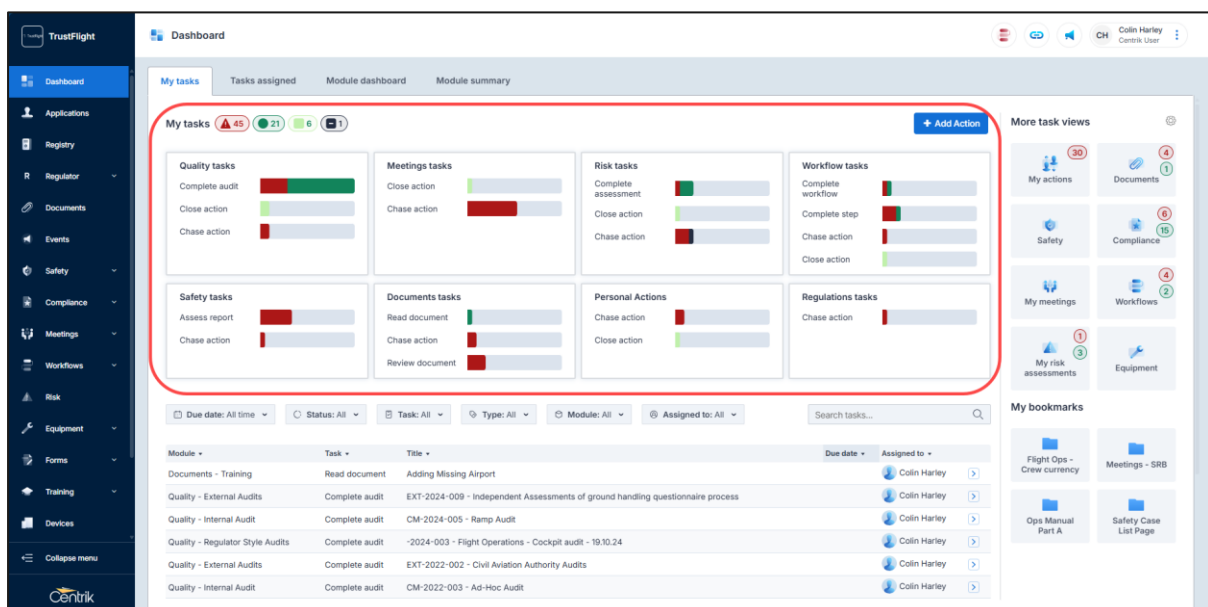 TrustFlight
Dashboard
Applications
Registry
R Regulator
Documents
Events
Safety
Compliance
Meetings
Workflows
Risk
Equipment
Forms
Training
Devices
Collapse menu
Centrik
Dashboard
CH
Colin Harley
Centrik User
My tasks
Tasks assigned
Module dashboard
Module summary
My tasks 45 21 6 1
+ Add Action
Quality tasks
Complete audit
Close action
Chase action
Meetings tasks
Close action
Chase action
Risk tasks
Complete
assessment
Close action
Chase action
Workflow tasks
Complete
workflow
Complete step
Chase action
Close action
Safety tasks
Assess report
Chase action
Documents tasks
Read document
Chase action
Review document
Personal Actions
Chase action
Close action
Regulations tasks
Chase action
Due date: All time
Status: All
Task: All
Type: All
Module: All
Assigned to: All
Search tasks...
Module Task Title Due date Assigned to
Documents - Training Read document Adding Missing Airport Colin Harley
Quality - External Audits Complete audit EXT-2024-009 - Independent Assessments of ground handling questionnaire process Colin Harley
Quality - Internal Audit Complete audit CM-2024-005 - Ramp Audit Colin Harley
Quality - Regulator Style Audits Complete audit -2024-003 - Flight Operations - Cockpit audit - 19.10.24 Colin Harley
Quality - External Audits Complete audit EXT-2022-002 - Civil Aviation Authority Audits Colin Harley
Quality - Internal Audit Complete audit CM-2022-003 - Ad-Hoc Audit Colin Harley
More task views
30
My actions
4
1
Documents
Safety
6
15
Compliance
My meetings
4
2
Workflows
1
3
My risk
assessments
Equipment
My bookmarks
Flight Ops -
Crew currency
Meetings - SRB
Ops Manual
Part A
Safety Case
List Page